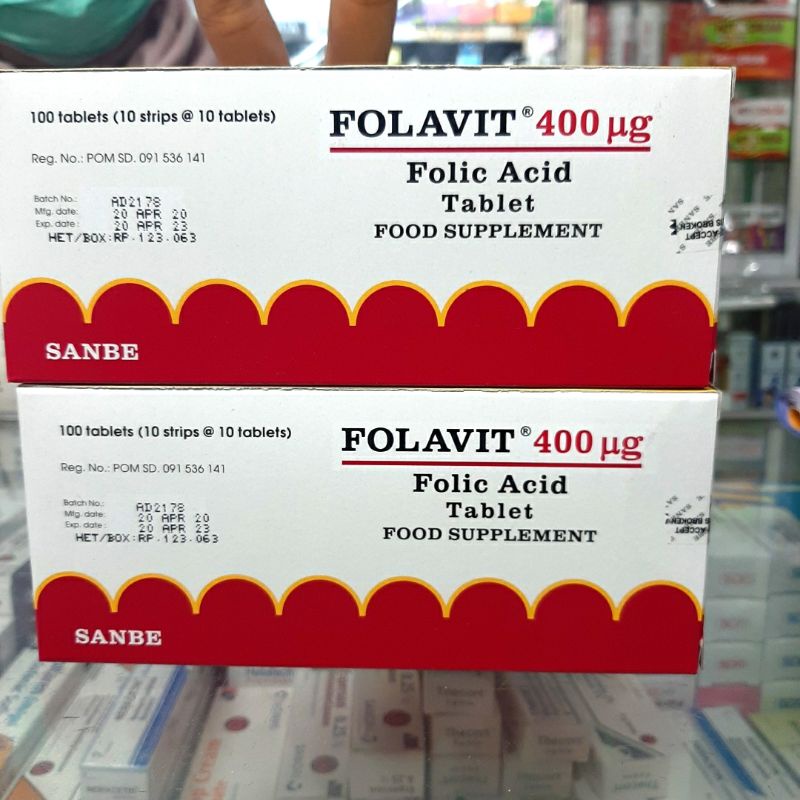 100 tablets (10 strips @ 10 tablets)
FOLAVIT® 400 µg
Folic Acid
Tablet
FOOD SUPPLEMENT
Reg. No.: POM SD. 091 536 141
Batch No.: AD2178
Mfg. date: 20 APR 20
Exp. date: 20 APR 23
HET/BOX:RP.123.063
SANBE
100 tablets (10 strips @ 10 tablets)
FOLAVIT® 400 µg
Folic Acid
Tablet
FOOD SUPPLEMENT
Reg. No.: POM SD. 091 536 141
Batch No.: AD2178
Mfg. date: 20 APR 20
Exp. date: 20 APR 23
HET/BOX:RP.123.063
SANBE